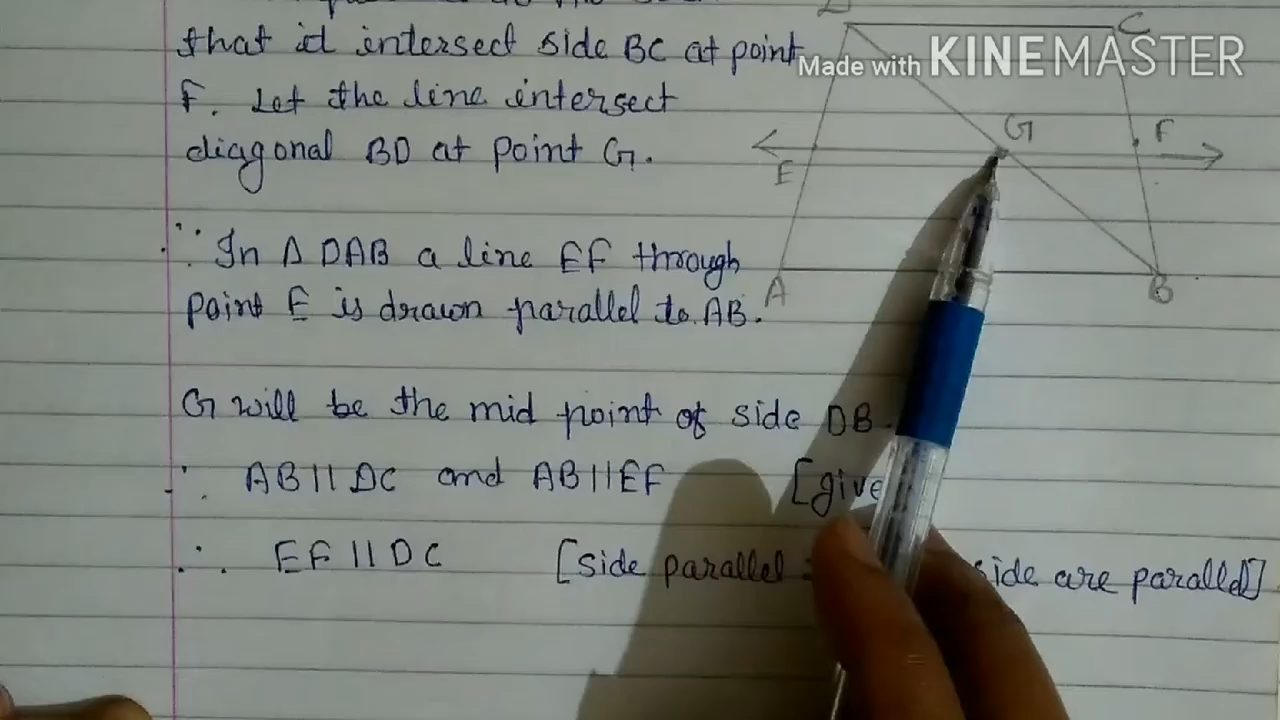 that it intersect side BC at point
F. Let the line intersect
diagonal BD at point G.
∵ In Δ DAB a line EF through
point E is drawn parallel to AB.
G will be the mid point of side DB.
∵ AB || DC and AB || EF [give
∴ EF || DC [side parallel side are parallel]
Made with KINEMASTER
C
G
F
E
A
B